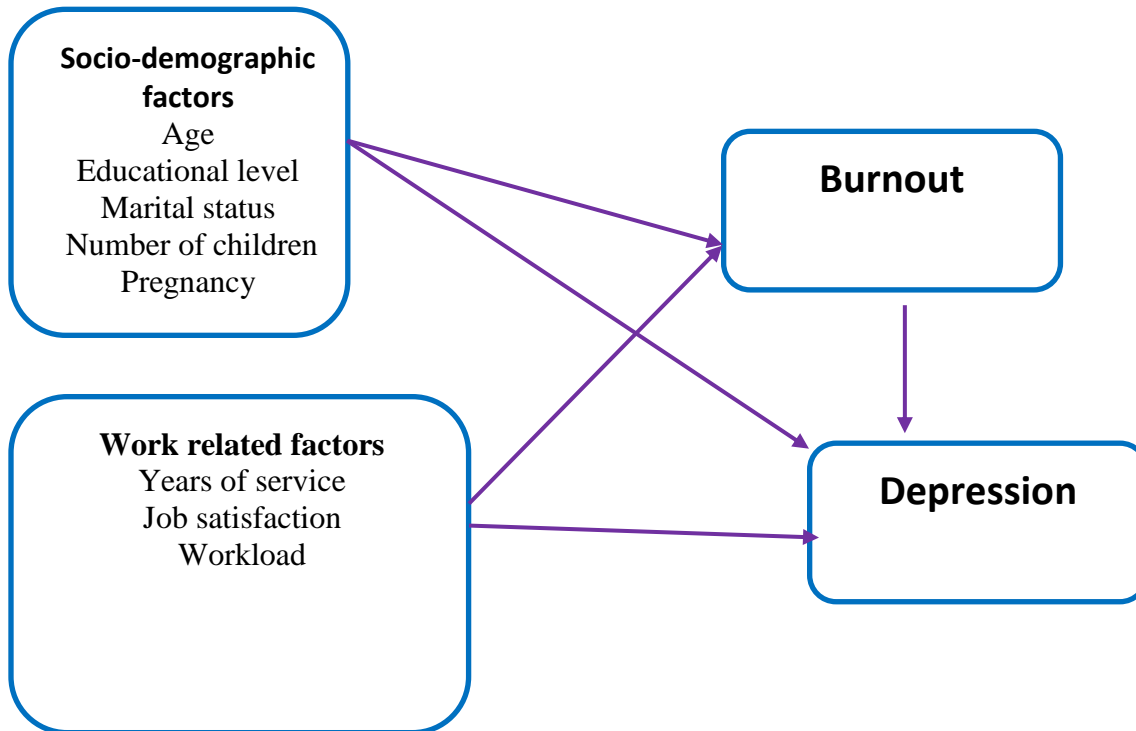 Socio-demographic
factors
Age
Educational level
Marital status
Number of children
Pregnancy
Burnout
Work related factors
Years of service
Job satisfaction
Workload
Depression